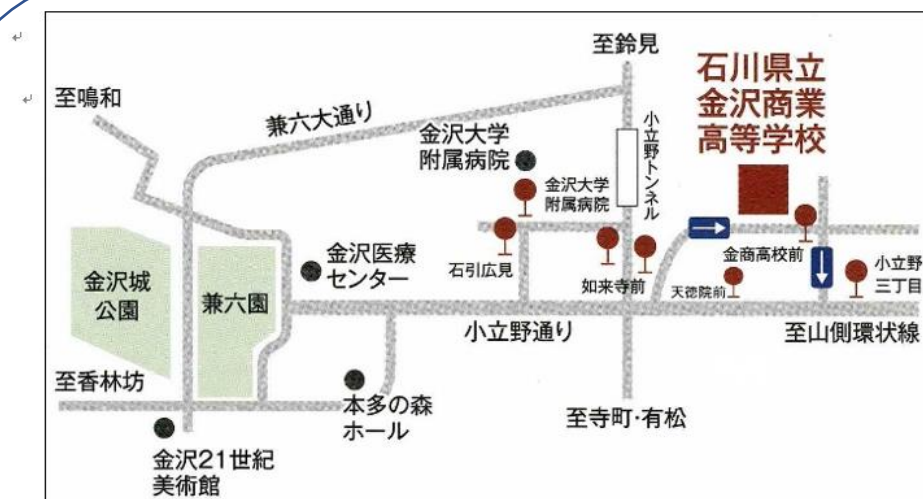 至鈴見
石川県立
金沢商業
高等学校
至鳴和
兼六大通り
金沢大学
附属病院
小立野トンネル
金沢大学
附属病院
金沢医療
センター
石引広見
如来寺前
金商高校前
天徳院前
小立野
三丁目
金沢城
公園
兼六園
小立野通り
至山側環状線
至香林坊
本多の森
ホール
至寺町・有松
金沢21世紀
美術館